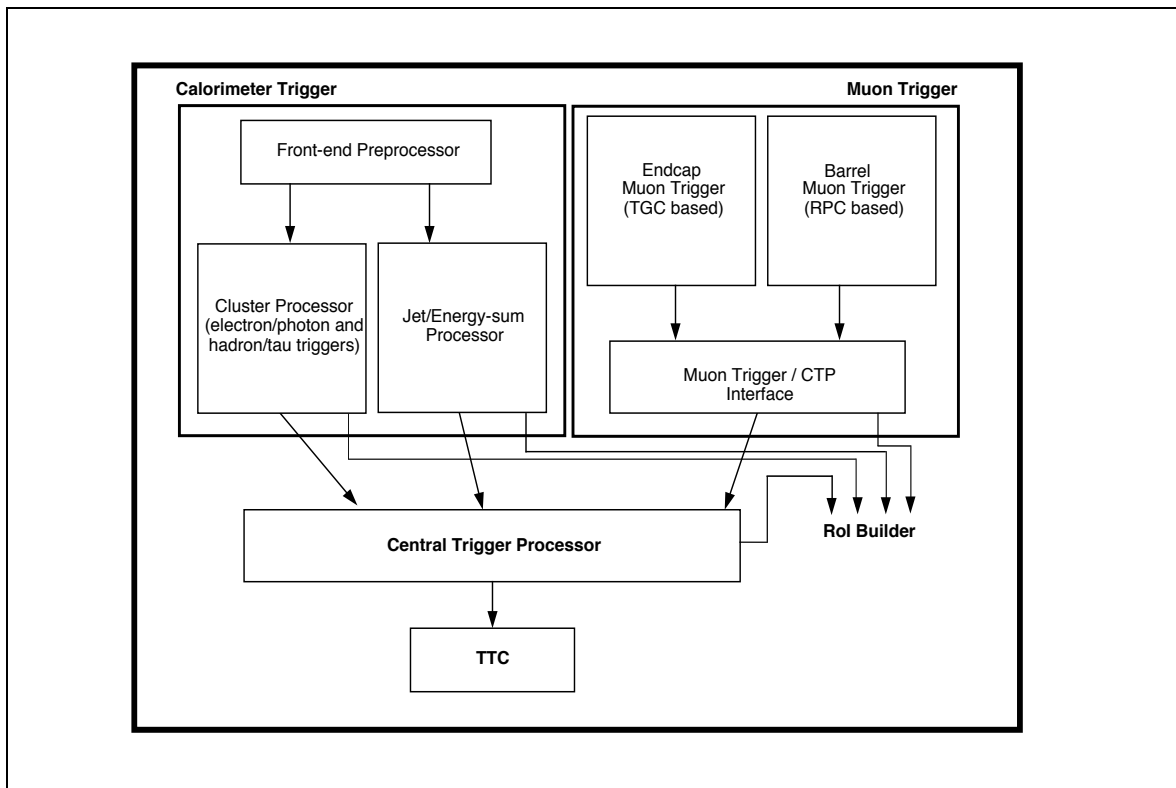 Calorimeter Trigger
Muon Trigger
Front-end Preprocessor
Cluster Processor
(electron/photon and
hadron/tau triggers)
Jet/Energy-sum
Processor
Endcap
Muon Trigger
(TGC based)
Barrel
Muon Trigger
(RPC based)
Muon Trigger / CTP
Interface
Central Trigger Processor
RoI Builder
TTC